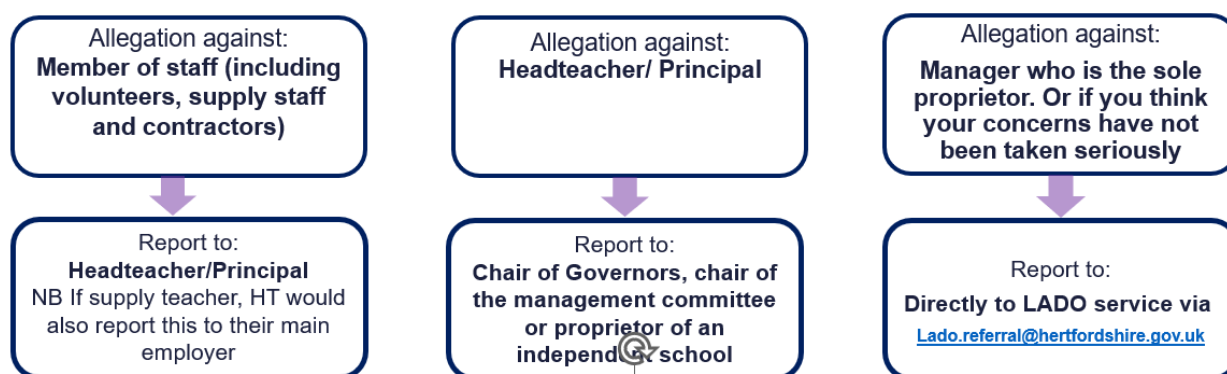 Allegation against:
Member of staff (including
volunteers, supply staff
and contractors)
Report to:
Headteacher/Principal
NB If supply teacher, HT would
also report this to their main
employer
Allegation against:
Headteacher/ Principal
Report to:
Chair of Governors, chair of
the management committee
or proprietor of an
independent school
Allegation against:
Manager who is the sole
proprietor. Or if you think
your concerns have not
been taken seriously
Report to:
Directly to LADO service via
Lado.referral@hertfordshire.gov.uk